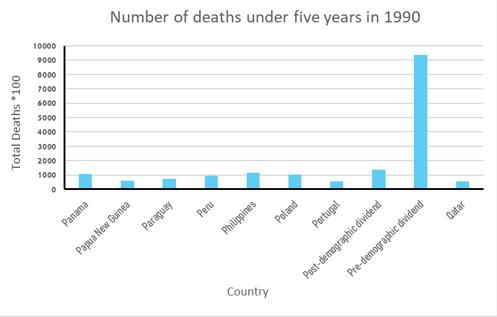 Number of deaths under five years in 1990
Total Deaths *100
10000
9000
8000
7000
6000
5000
4000
3000
2000
1000
0
Panama
Papua New Guinea
Paraguay
Peru
Philippines
Poland
Portugal
Post-demographic dividend
Pre-demographic dividend
Qatar
Country